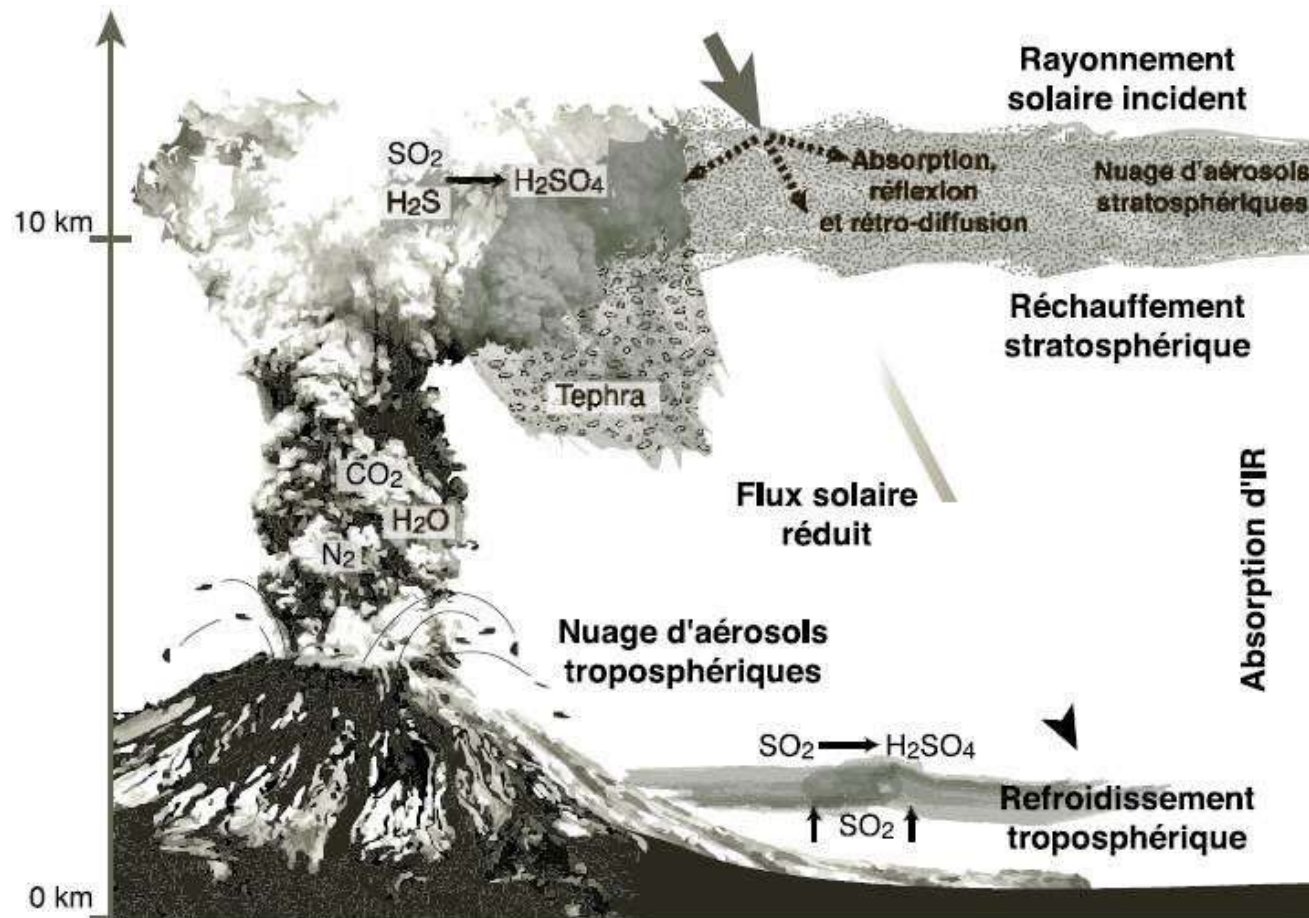 Rayonnement
solaire incident
SO₂
H₂S
H₂SO₄
Absorption,
réflexion
et rétro-diffusion
Nuage d'aérosols
stratosphériques
10 km
Réchauffement
stratosphérique
Tephra
CO₂
H₂O
N₂
Flux solaire
réduit
Absorption d'IR
Nuage d'aérosols
troposphériques
SO₂
H₂SO₄
Refroidissement
troposphérique
SO₂
0 km